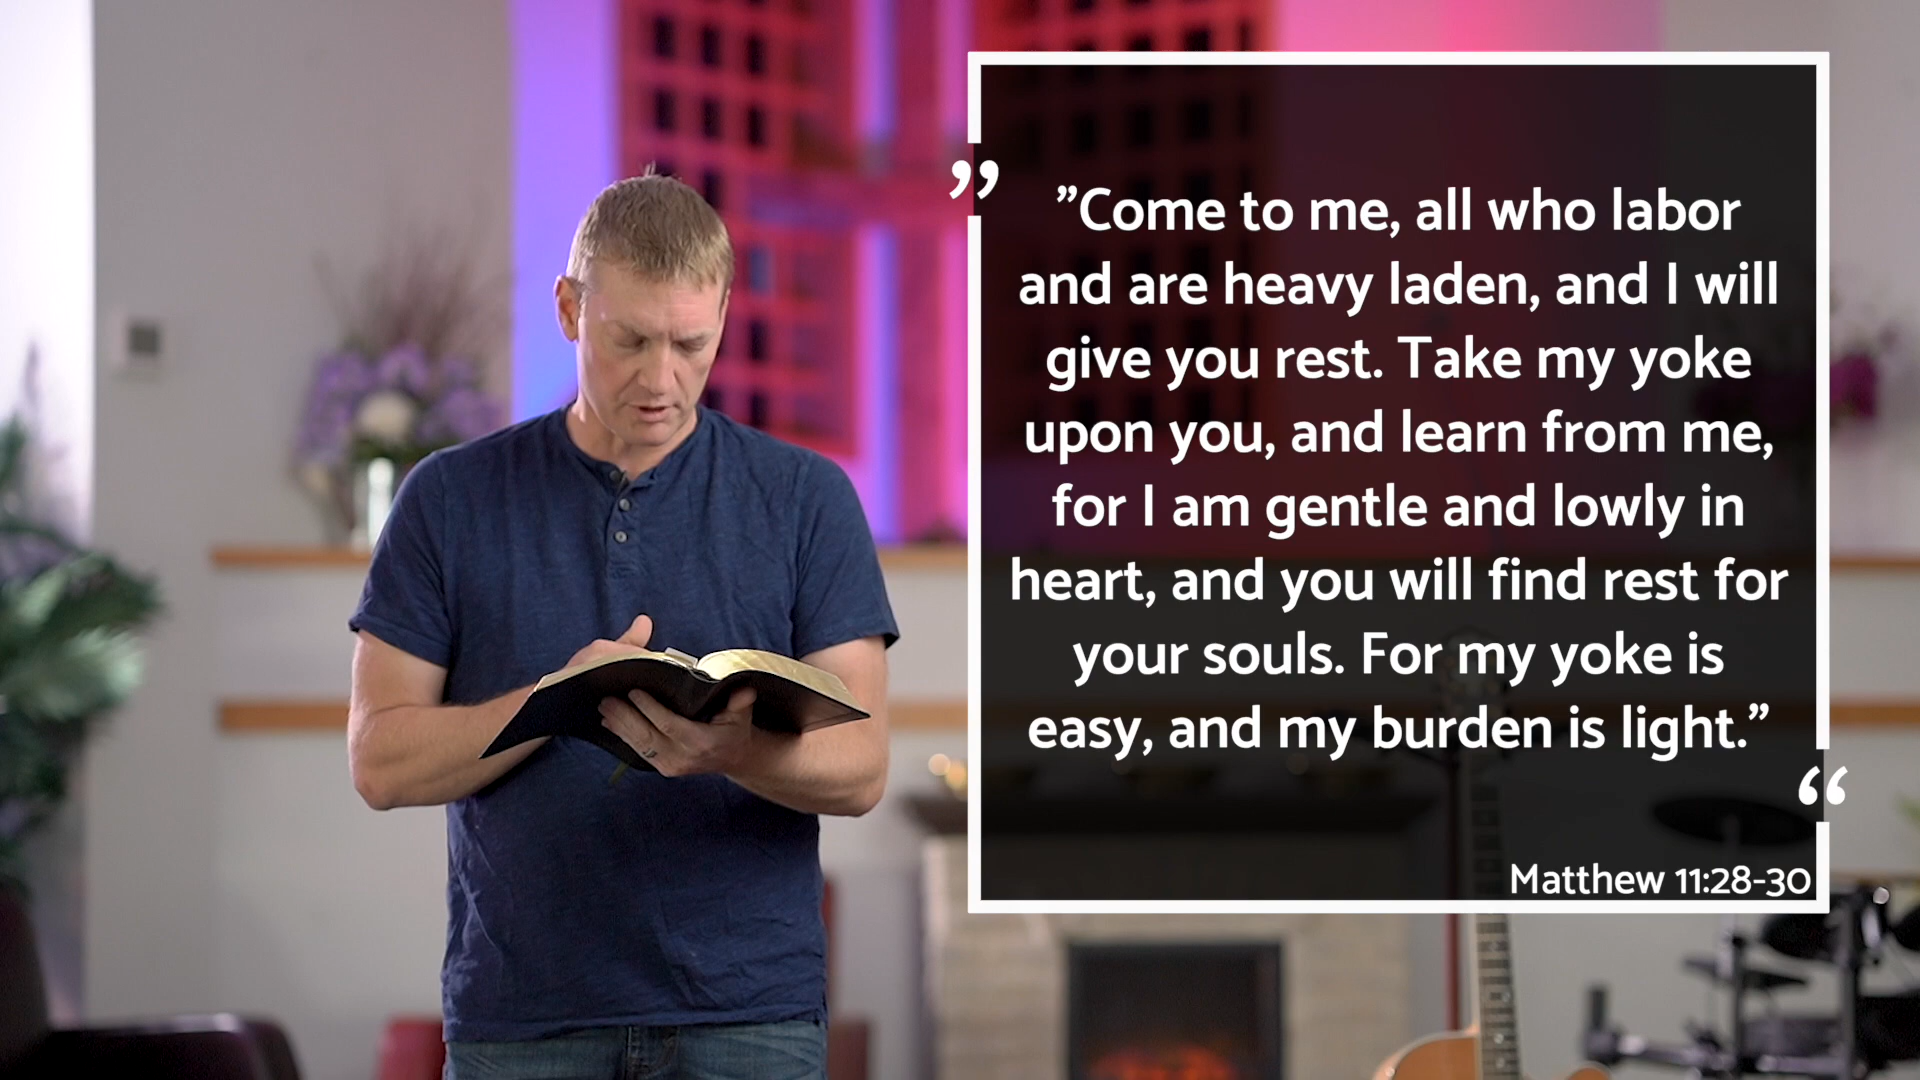 ”Come to me, all who labor
and are heavy laden, and I will
give you rest. Take my yoke
upon you, and learn from me,
for I am gentle and lowly in
heart, and you will find rest for
your souls. For my yoke is
easy, and my burden is light.”
Matthew 11:28-30